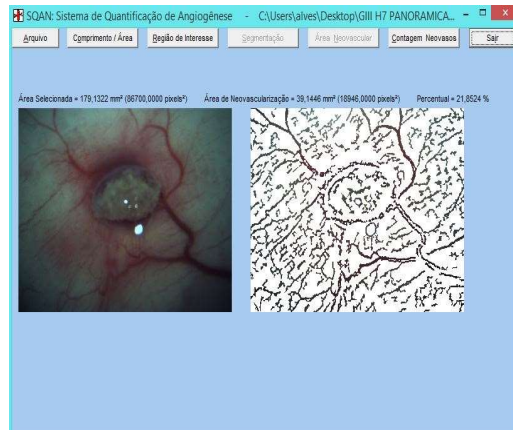 SQAN: Sistema de Quantificação de Angiogênese - C:\Users\alves\Desktop\GIII H7 PANORAMICA...
Arquivo Comprimento / Área Região de Interesse Segmentação Área Neovascular Contagem Neovasos Sair
Área Selecionada = 179,1322 mm² (86700,0000 pixels²) Área de Neovascularização = 39,1446 mm² (18946,0000 pixels²) Percentual = 21,8524 %